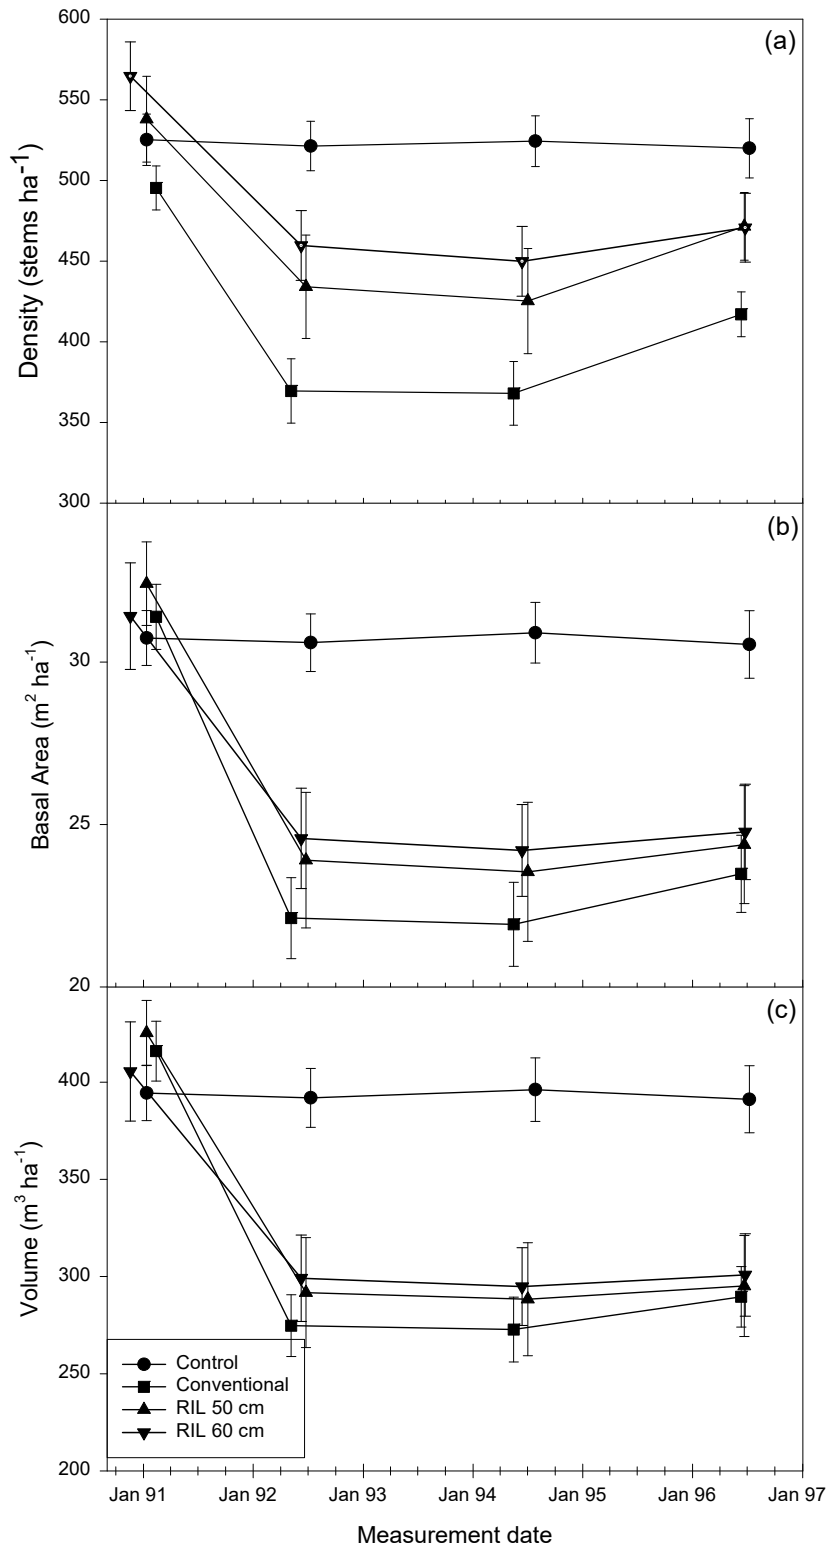 (a)
600
550
500
450
400
350
300
Density (stems ha⁻¹)
(b)
30
25
20
Basal Area (m² ha⁻¹)
(c)
400
350
300
250
200
Volume (m³ ha⁻¹)
Control
Conventional
RIL 50 cm
RIL 60 cm
Jan 91 Jan 92 Jan 93 Jan 94 Jan 95 Jan 96 Jan 97
Measurement date